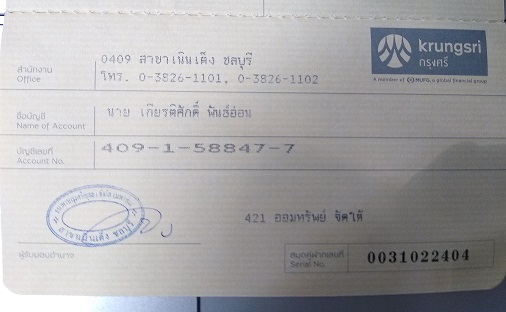 krungsri
กรุงศรี
A member of MUFG, a global financial group
สำนักงาน
Office
0409 สาขาเนินเต็ง ชลบุรี
โทร. 0-3826-1101, 0-3826-1102
ชื่อบัญชี
Name of Account
นาย เกียรติศักดิ์ พันธ์อ่อน
บัญชีเลขที่
Account No.
409-1-58847-7
421 ออมทรัพย์ จัดได้
ผู้รับมอบอำนาจ
สมุดคู่ฝากเลขที่
Serial No.
0031022404